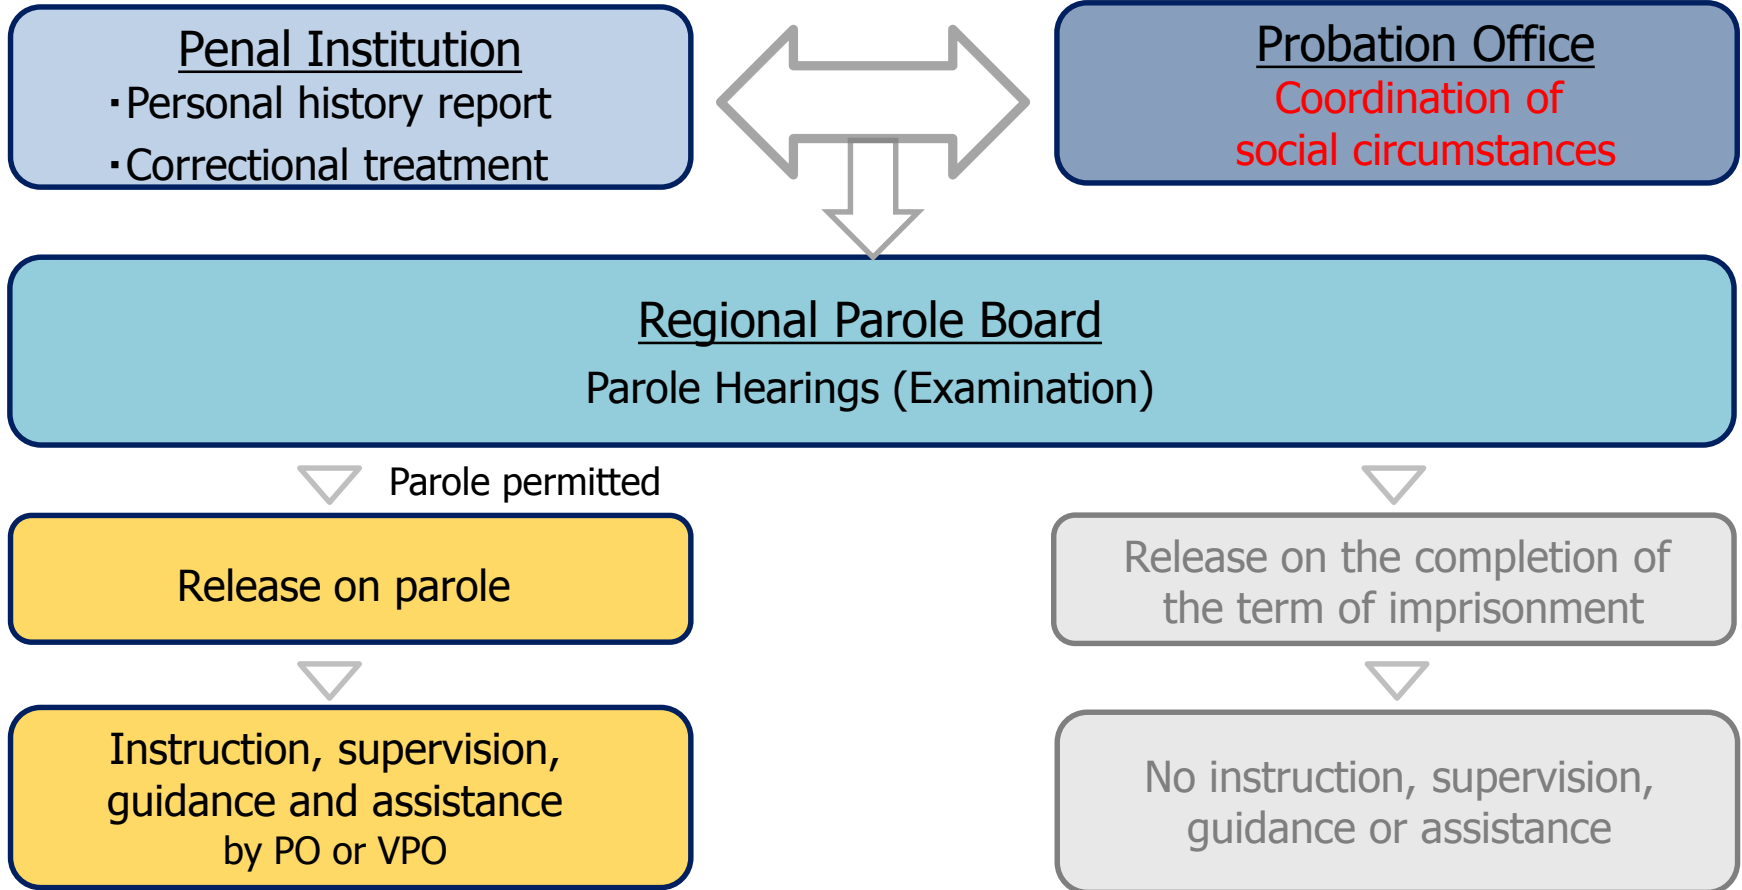 Penal Institution
・Personal history report
・Correctional treatment
Probation Office
Coordination of
social circumstances
Regional Parole Board
Parole Hearings (Examination)
Parole permitted
Release on parole
Release on the completion of
the term of imprisonment
Instruction, supervision,
guidance and assistance
by PO or VPO
No instruction, supervision,
guidance or assistance